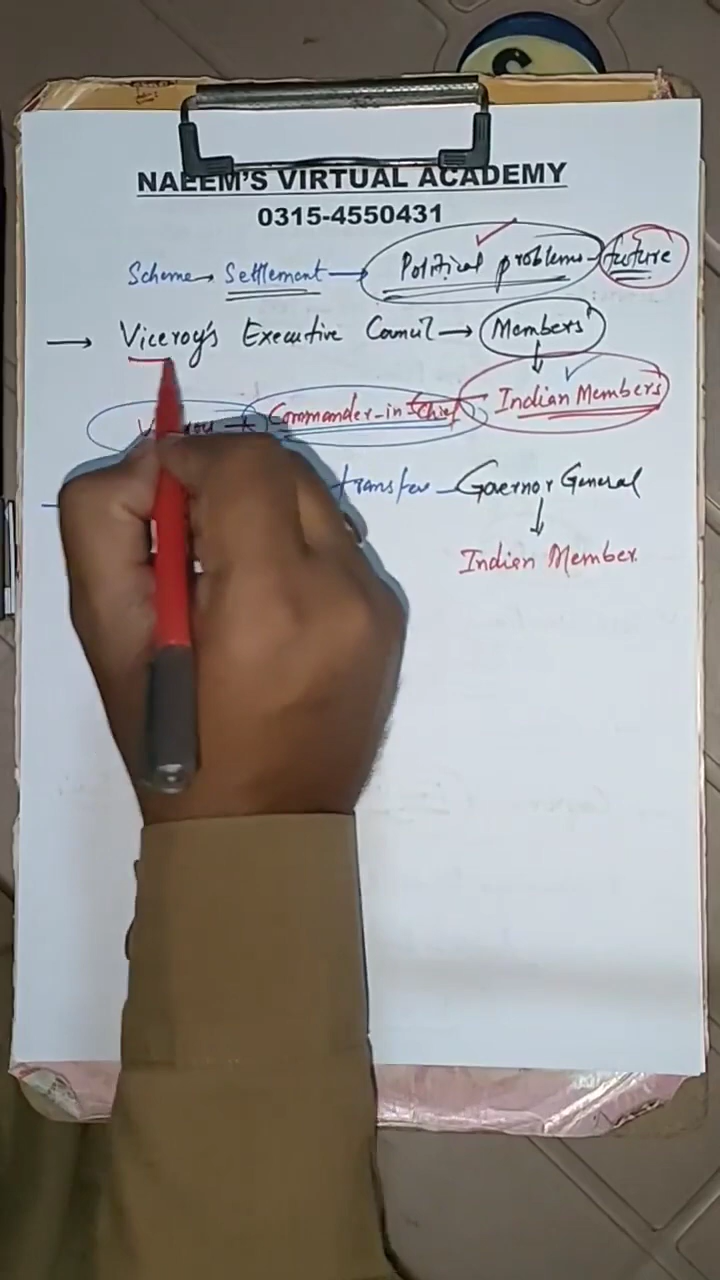 NAEEM'S VIRTUAL ACADEMY
0315-4550431
Scheme → Settlement → Political problems - future
→ Viceroy's Executive Council → Members'
Commander-in Chief Indian Members
transfer - Governor General
Indian Member